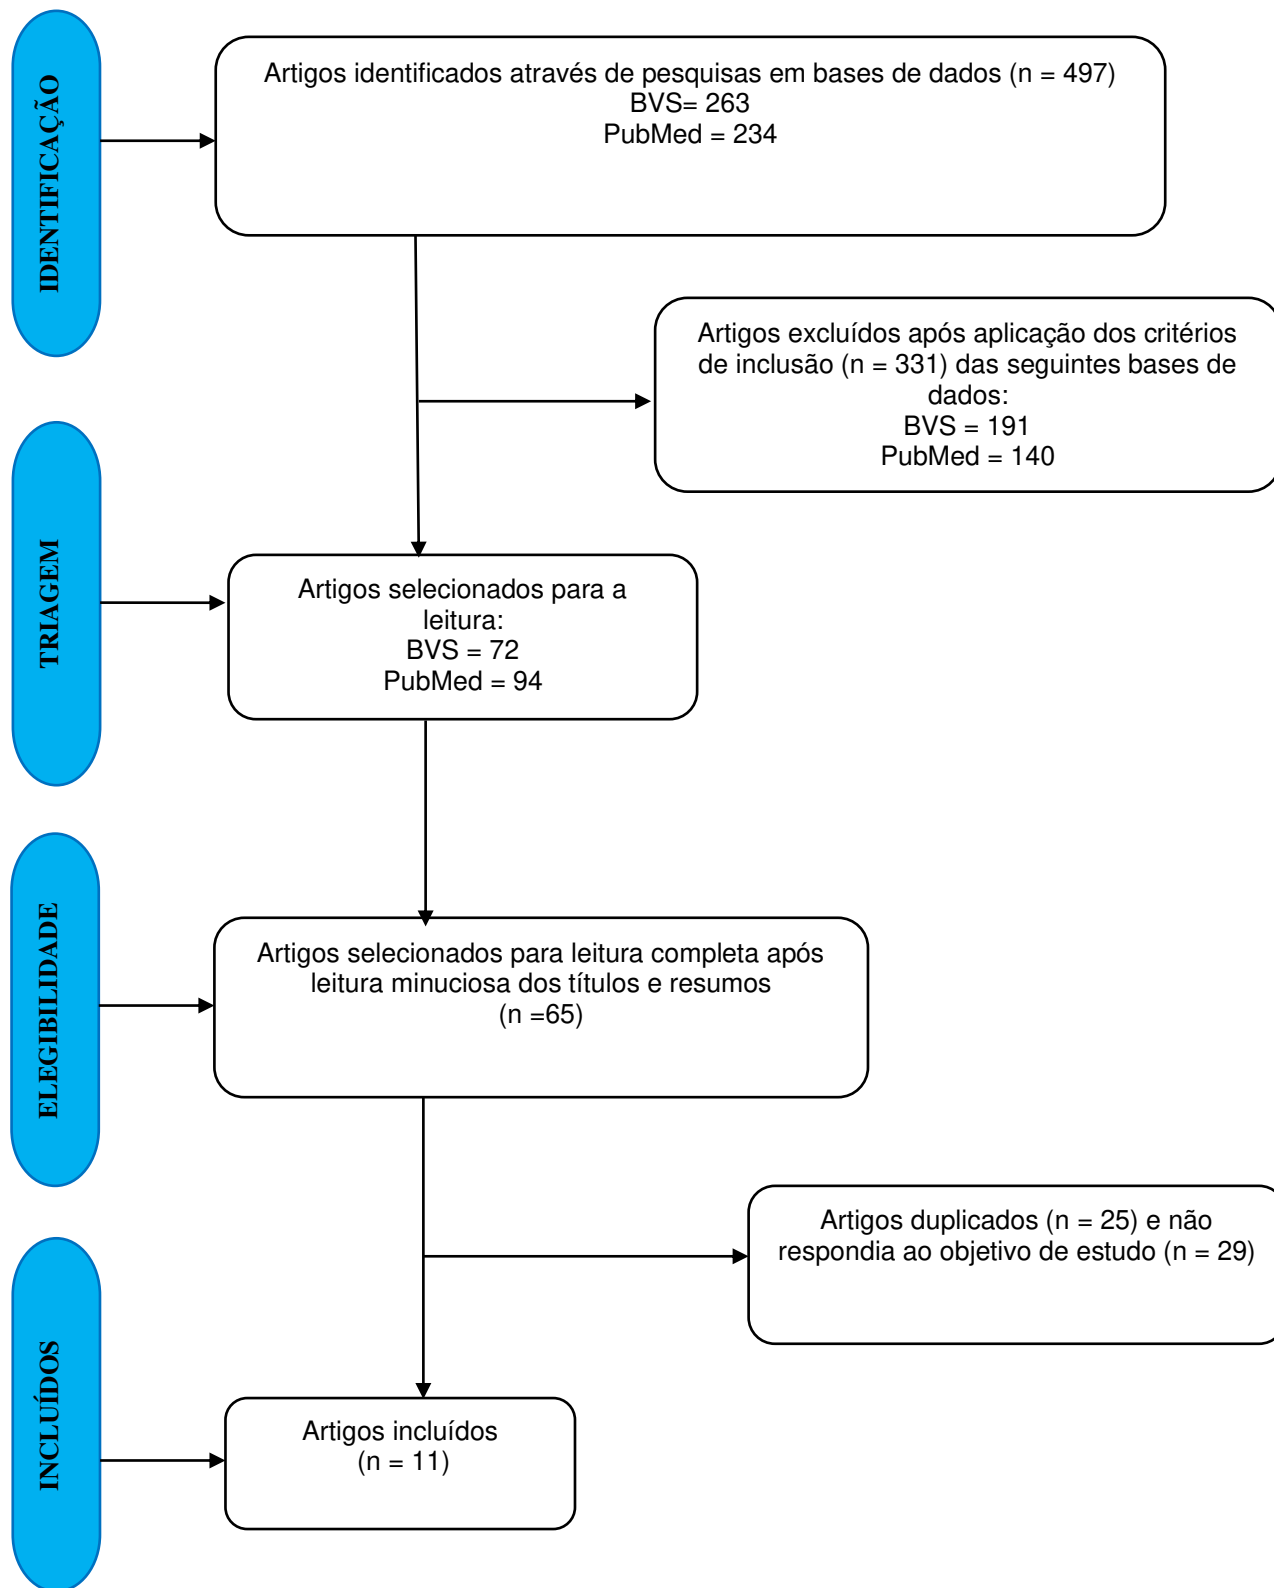 IDENTIFICAÇÃO
Artigos identificados através de pesquisas em bases de dados (n = 497)
BVS= 263
PubMed = 234
Artigos excluídos após aplicação dos critérios
de inclusão (n = 331) das seguintes bases de
dados:
BVS = 191
PubMed = 140
TRIAGEM
Artigos selecionados para a
leitura:
BVS = 72
PubMed = 94
ELEGIBILIDADE
Artigos selecionados para leitura completa após
leitura minuciosa dos títulos e resumos
(n =65)
Artigos duplicados (n = 25) e não
respondia ao objetivo de estudo (n = 29)
INCLUÍDOS
Artigos incluídos
(n = 11)